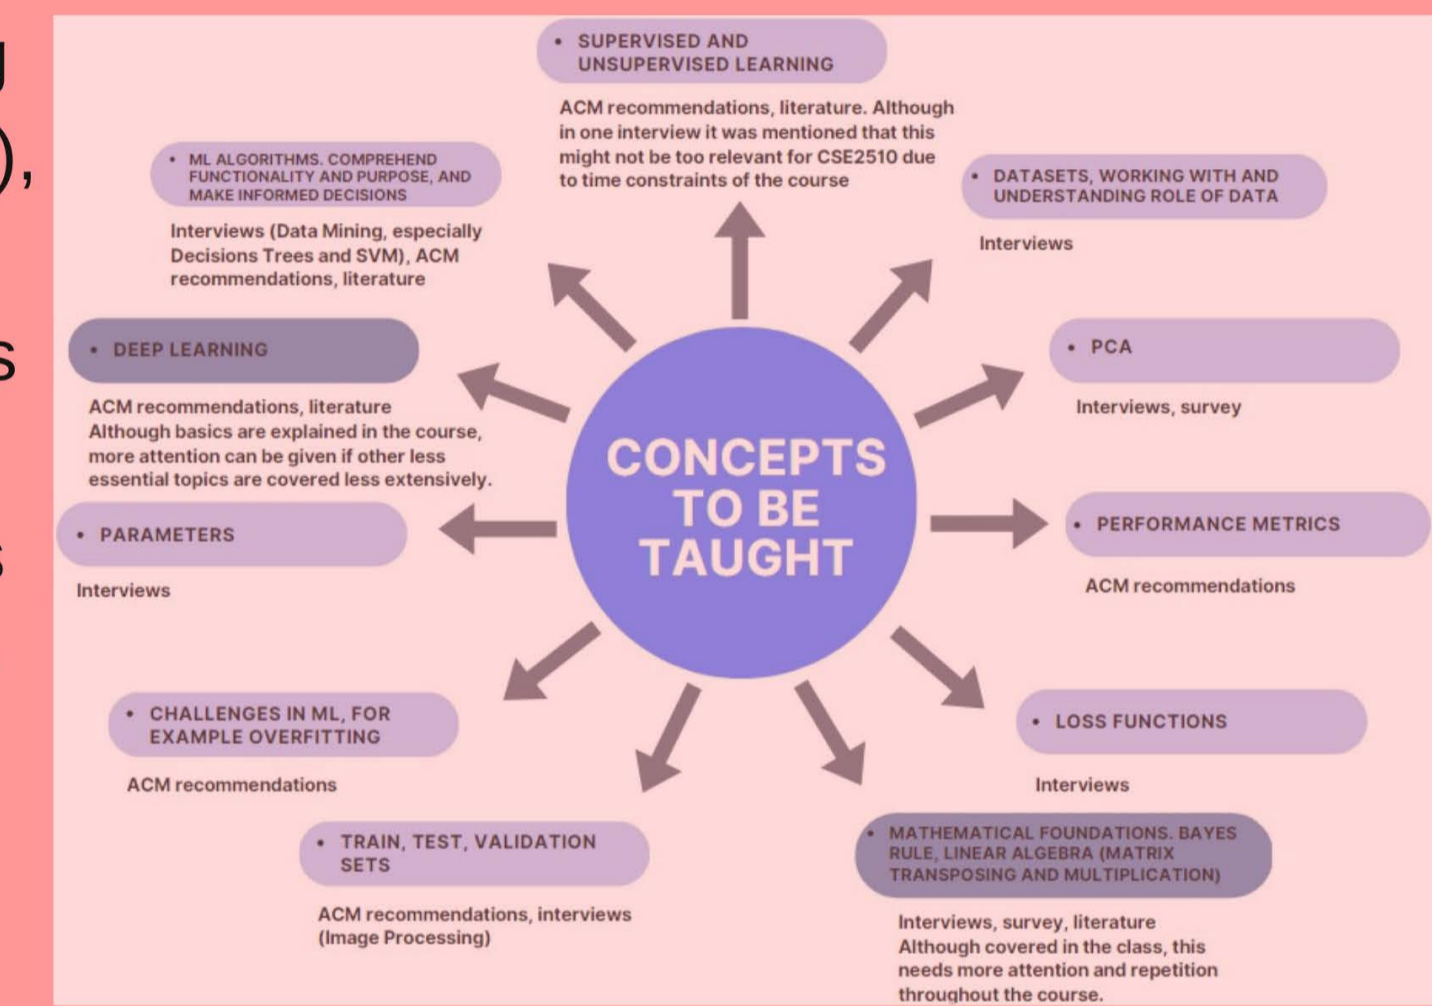 CONCEPTS
TO BE
TAUGHT
• SUPERVISED AND
UNSUPERVISED LEARNING
ACM recommendations, literature. Although
in one interview it was mentioned that this
might not be too relevant for CSE2510 due
to time constraints of the course
• DATASETS, WORKING WITH AND
UNDERSTANDING ROLE OF DATA
Interviews
• PCA
Interviews, survey
• PERFORMANCE METRICS
ACM recommendations
• LOSS FUNCTIONS
Interviews
• MATHEMATICAL FOUNDATIONS. BAYES
RULE, LINEAR ALGEBRA (MATRIX
TRANSPOSING AND MULTIPLICATION)
Interviews, survey, literature
Although covered in the class, this
needs more attention and repetition
throughout the course.
• TRAIN, TEST, VALIDATION
SETS
ACM recommendations, interviews
(Image Processing)
• CHALLENGES IN ML, FOR
EXAMPLE OVERFITTING
ACM recommendations
• PARAMETERS
Interviews
• DEEP LEARNING
ACM recommendations, literature
Although basics are explained in the course,
more attention can be given if other less
essential topics are covered less extensively.
• ML ALGORITHMS. COMPREHEND
FUNCTIONALITY AND PURPOSE, AND
MAKE INFORMED DECISIONS
Interviews (Data Mining, especially
Decisions Trees and SVM), ACM
recommendations, literature